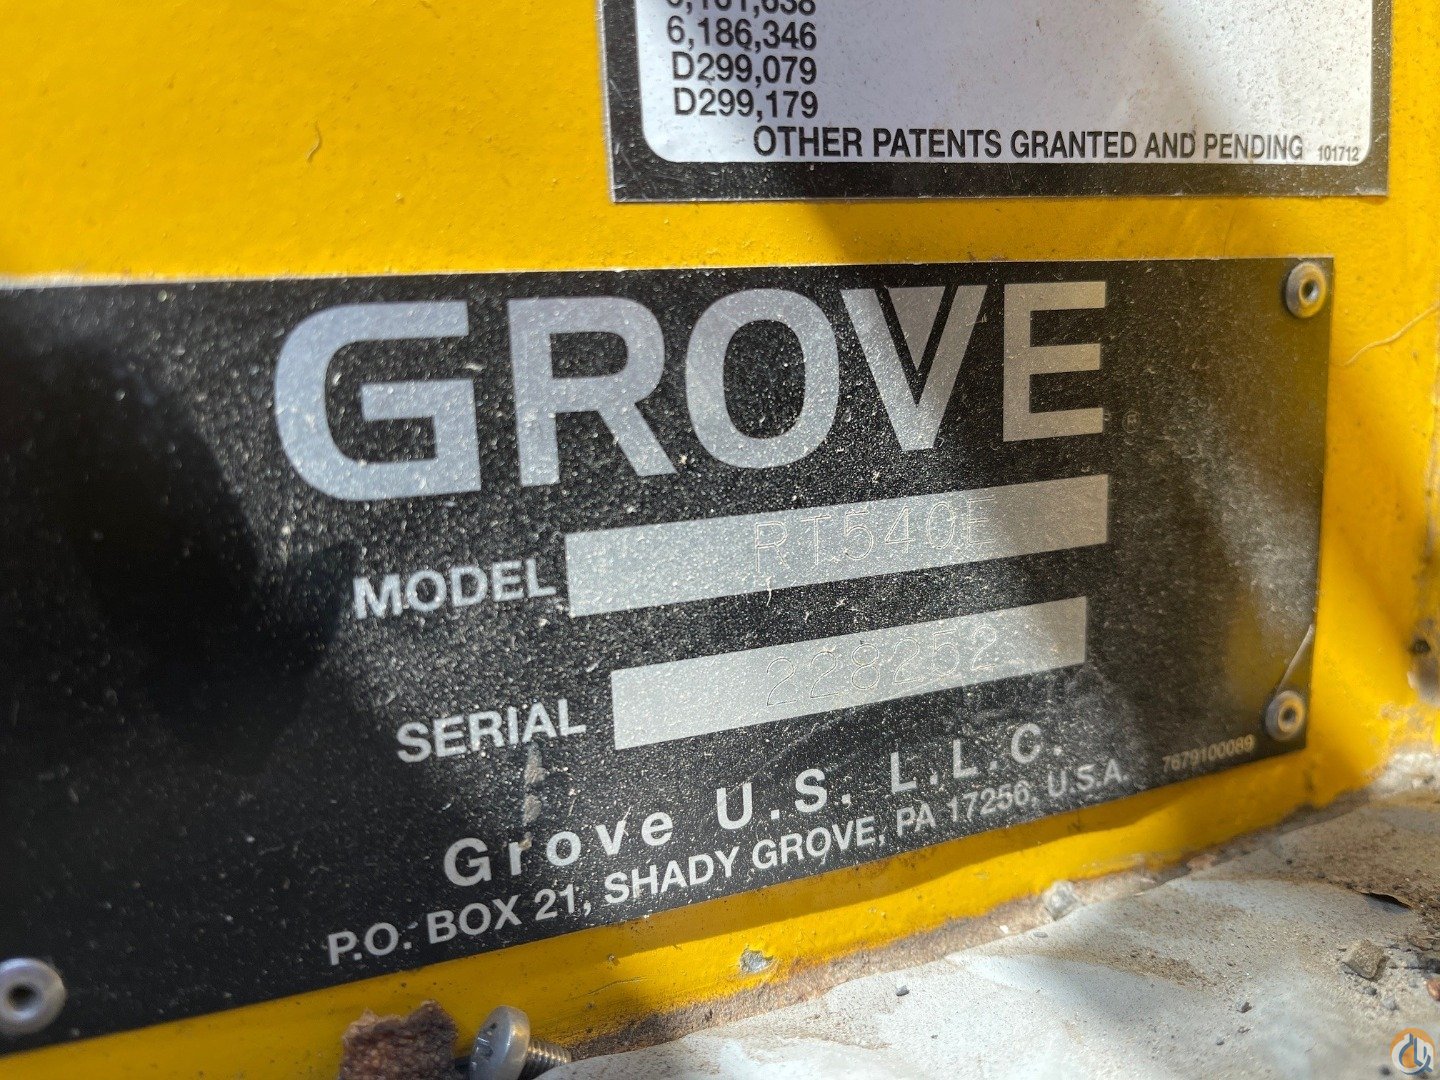 6,186,346
D299,079
D299,179
OTHER PATENTS GRANTED AND PENDING 101712
GROVE ®
MODEL RT540E
SERIAL 228252
Grove U.S. L.L.C.
7679100089
P.O. BOX 21, SHADY GROVE, PA 17256, U.S.A.